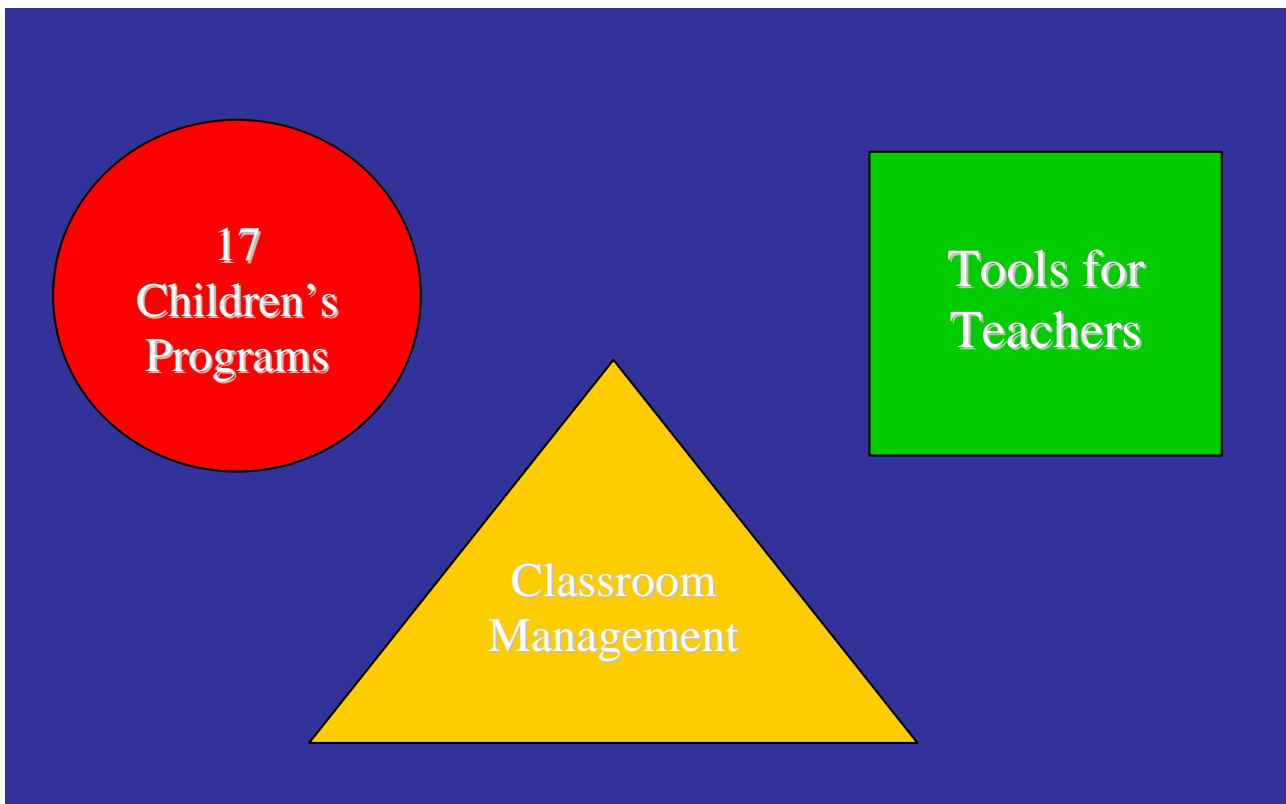 17
Children’s
Programs
Tools for
Teachers
Classroom
Management